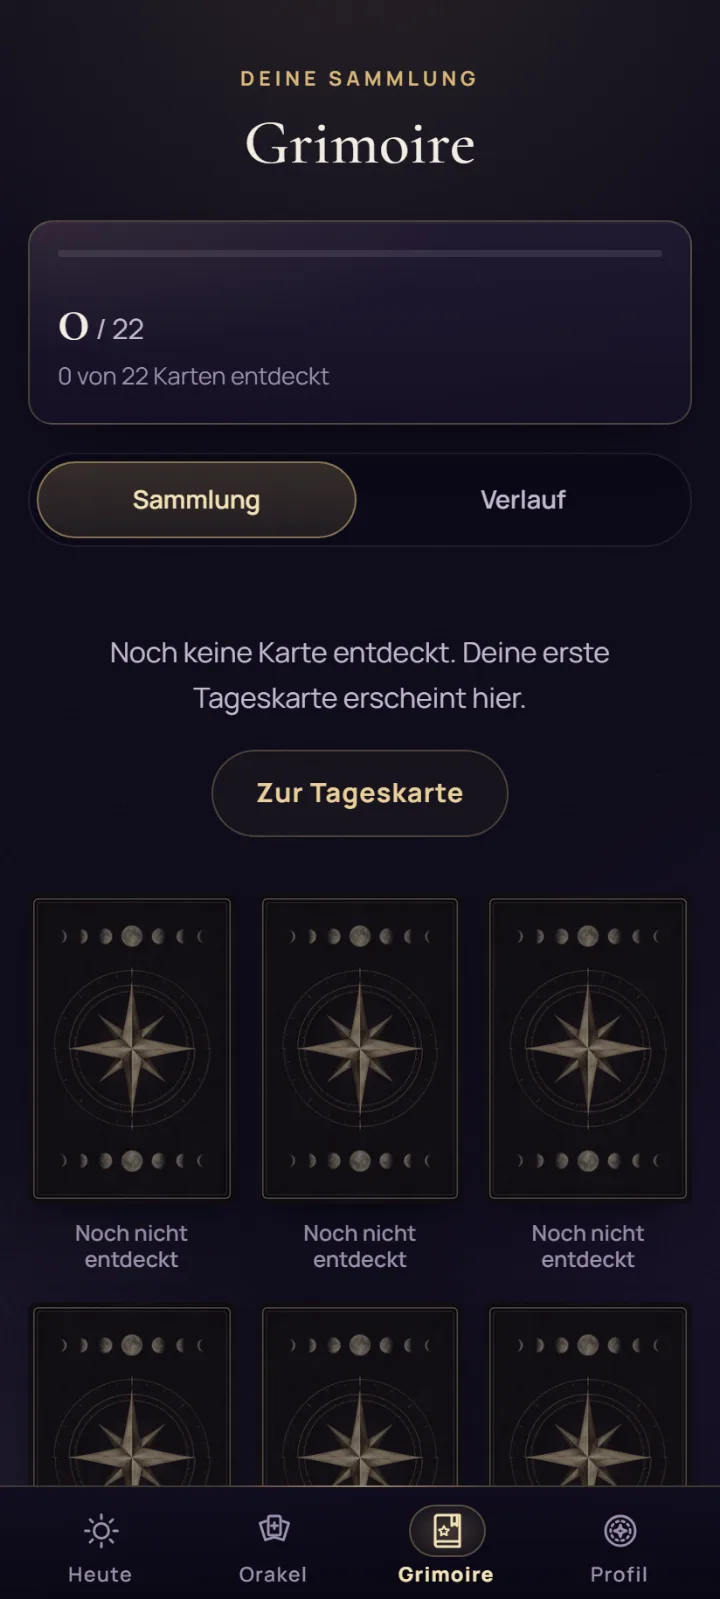 DEINE SAMMLUNG
Grimoire
0 / 22
0 von 22 Karten entdeckt
Sammlung
Verlauf
Noch keine Karte entdeckt. Deine erste
Tageskarte erscheint hier.
Zur Tageskarte
Noch nicht
entdeckt
Noch nicht
entdeckt
Noch nicht
entdeckt
Heute
Orakel
Grimoire
Profil